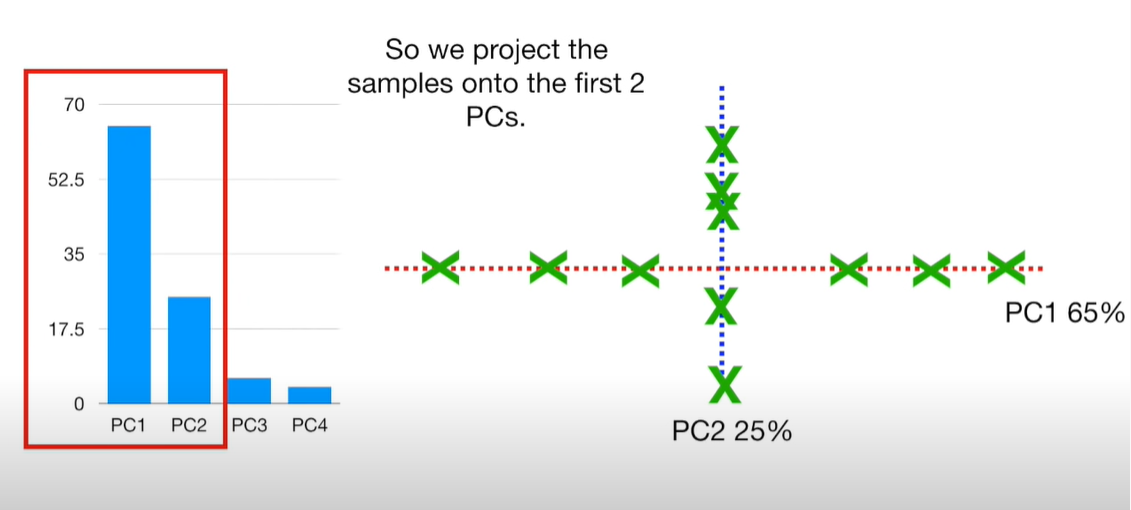 So we project the
samples onto the first 2
PCs.
70
52.5
35
17.5
0
PC1 PC2 PC3 PC4
PC1 65%
PC2 25%